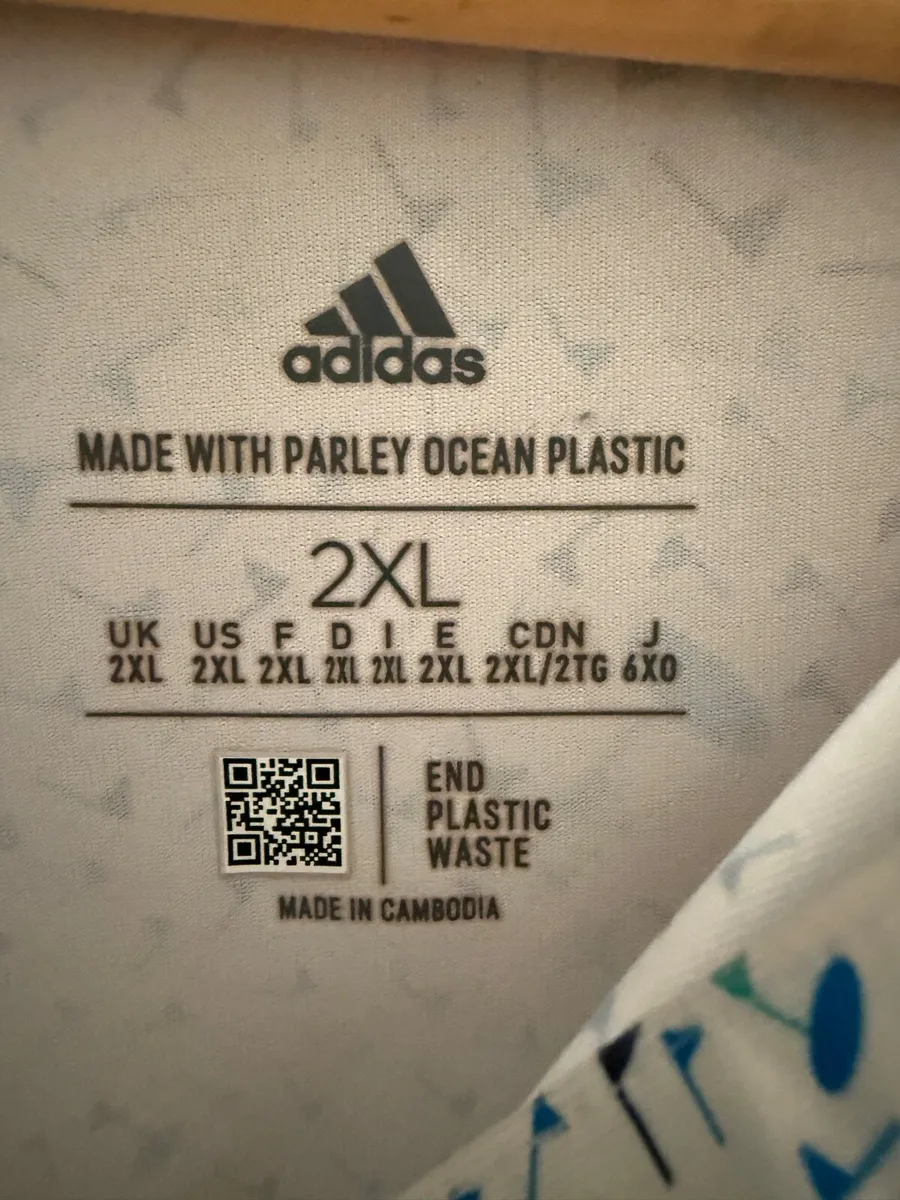 adidas
MADE WITH PARLEY OCEAN PLASTIC
2XL
UK US F D I E CDN J
2XL 2XL 2XL 2XL 2XL 2XL 2XL/2TG 6XO
END
PLASTIC
WASTE
MADE IN CAMBODIA